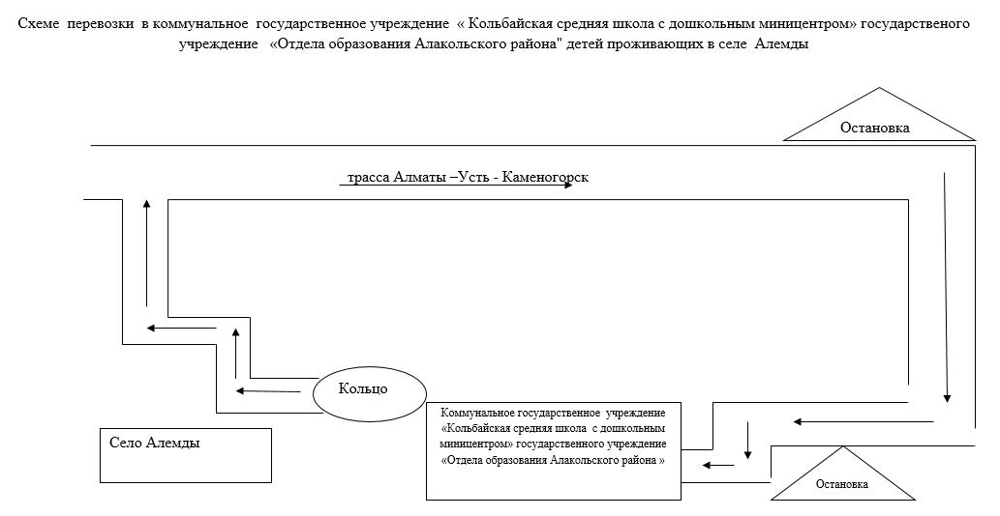 Схеме перевозки в коммунальное государственное учреждение « Кольбайская средняя школа с дошкольным миницентром» государственого
учреждение «Отдела образования Алакольского района" детей проживающих в селе Алемды
Остановка
трасса Алматы –Усть - Каменогорск
Кольцо
Коммунальное государственное учреждение
«Кольбайская средняя школа с дошкольным
миницентром» государственного учреждение
«Отдела образования Алакольского района »
Село Алемды
Остановка